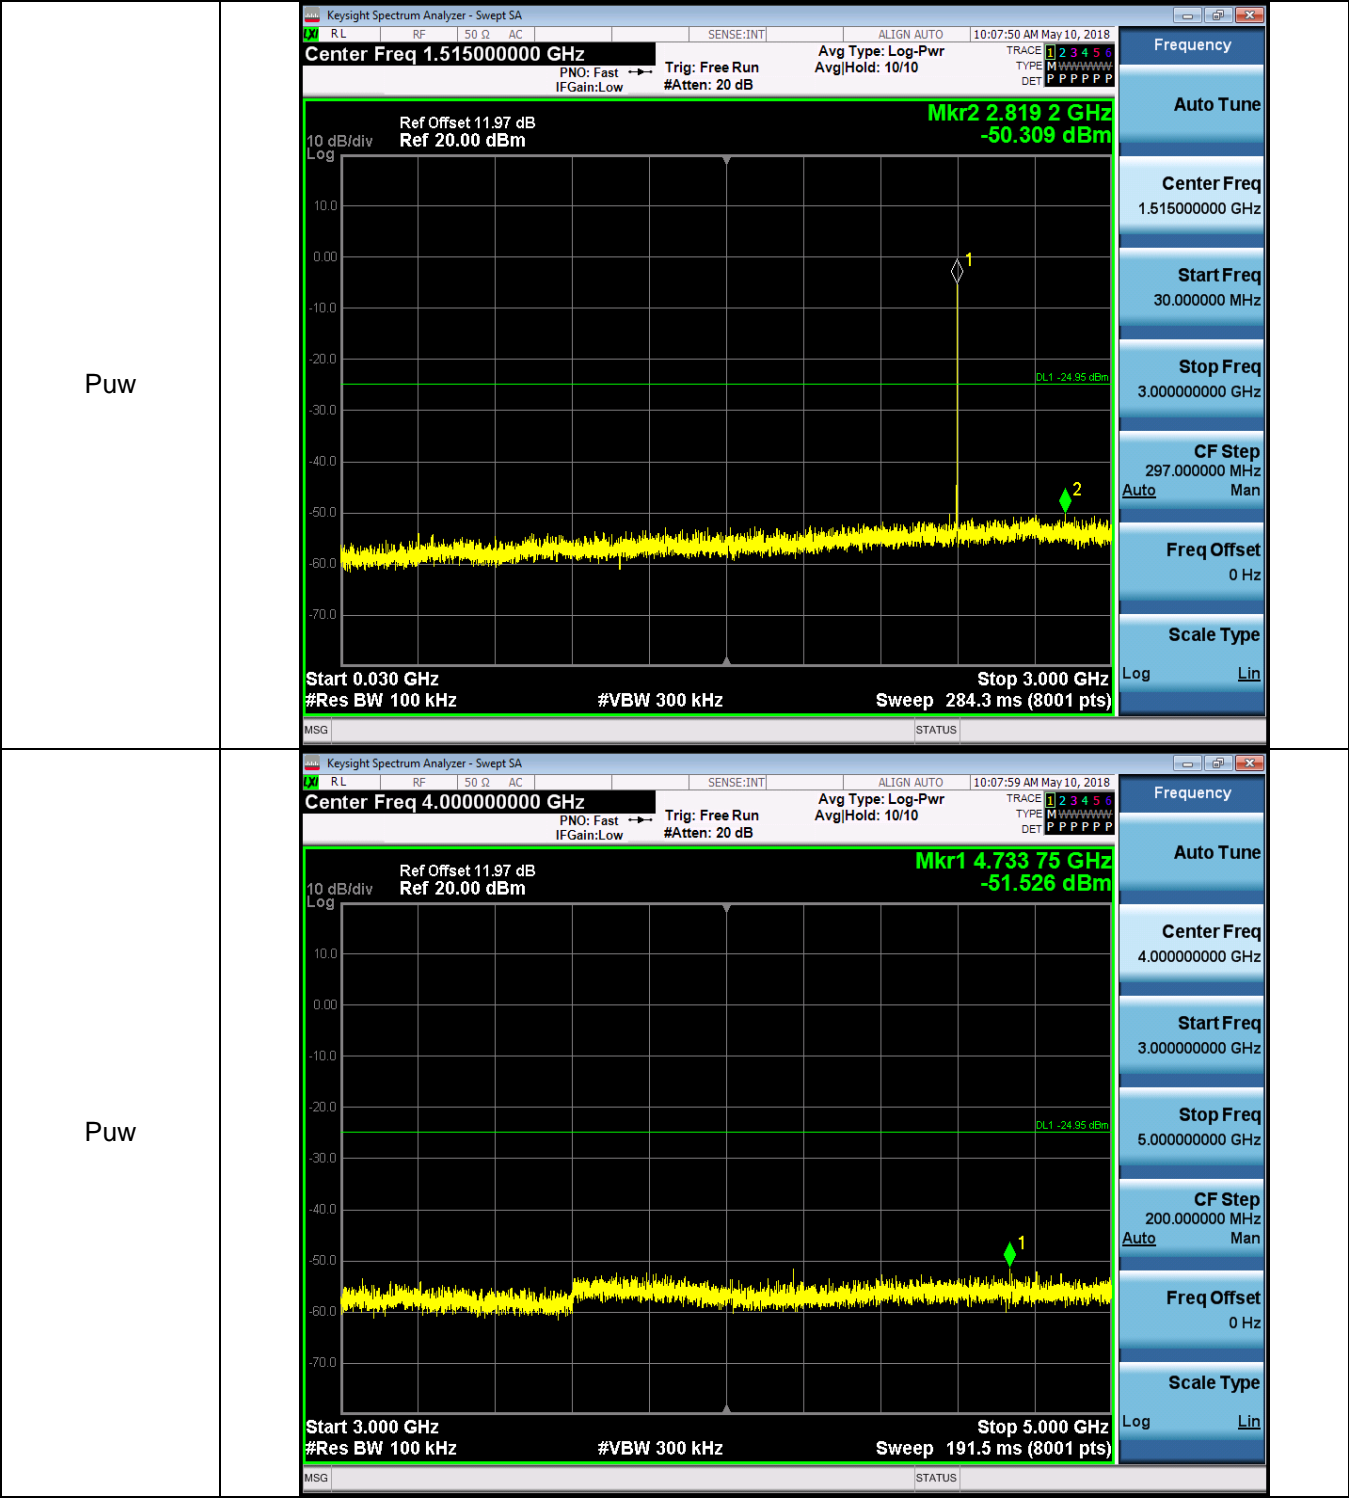 Puw
Keysight Spectrum Analyzer - Swept SA
LXI RL RF 50 Ω AC SENSE:INT ALIGN AUTO 10:07:50 AM May 10, 2018
Center Freq 1.515000000 GHz
PNO: Fast
IFGain:Low
Trig: Free Run
#Atten: 20 dB
Avg Type: Log-Pwr
Avg|Hold: 10/10
TRACE 1 2 3 4 5 6
TYPE M W W W W W
DET P P P P P P
Mkr2 2.819 2 GHz
-50.309 dBm
Ref Offset 11.97 dB
10 dB/div Ref 20.00 dBm
Log
10.0
0.00
-10.0
-20.0
-30.0
-40.0
-50.0
-60.0
-70.0
1
DL1 -24.95 dBm
2
Start 0.030 GHz Stop 3.000 GHz
#Res BW 100 kHz #VBW 300 kHz Sweep 284.3 ms (8001 pts)
MSG STATUS
Frequency
Auto Tune
Center Freq
1.515000000 GHz
Start Freq
30.000000 MHz
Stop Freq
3.000000000 GHz
CF Step
297.000000 MHz
Auto Man
Freq Offset
0 Hz
Scale Type
Log Lin
Puw
Keysight Spectrum Analyzer - Swept SA
LXI RL RF 50 Ω AC SENSE:INT ALIGN AUTO 10:07:59 AM May 10, 2018
Center Freq 4.000000000 GHz
PNO: Fast
IFGain:Low
Trig: Free Run
#Atten: 20 dB
Avg Type: Log-Pwr
Avg|Hold: 10/10
TRACE 1 2 3 4 5 6
TYPE M W W W W W
DET P P P P P P
Mkr1 4.733 75 GHz
-51.526 dBm
Ref Offset 11.97 dB
10 dB/div Ref 20.00 dBm
Log
10.0
0.00
-10.0
-20.0
-30.0
-40.0
-50.0
-60.0
-70.0
DL1 -24.95 dBm
1
Start 3.000 GHz Stop 5.000 GHz
#Res BW 100 kHz #VBW 300 kHz Sweep 191.5 ms (8001 pts)
MSG STATUS
Frequency
Auto Tune
Center Freq
4.000000000 GHz
Start Freq
3.000000000 GHz
Stop Freq
5.000000000 GHz
CF Step
200.000000 MHz
Auto Man
Freq Offset
0 Hz
Scale Type
Log Lin